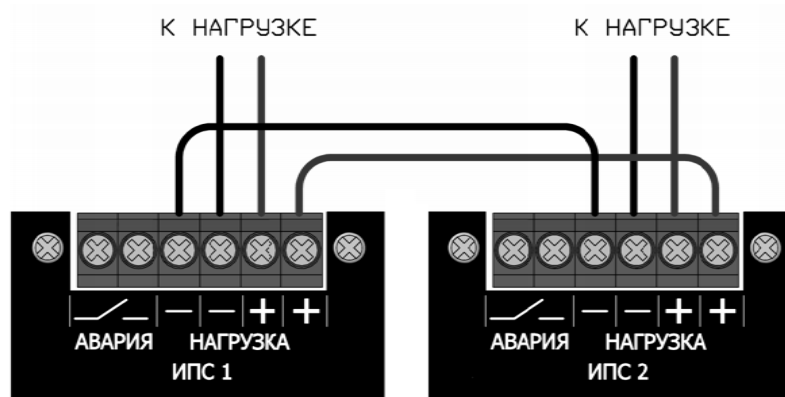 К НАГРУЗКЕ К НАГРУЗКЕ
— — + + — — + +
АВАРИЯ НАГРУЗКА АВАРИЯ НАГРУЗКА
ИПС 1 ИПС 2